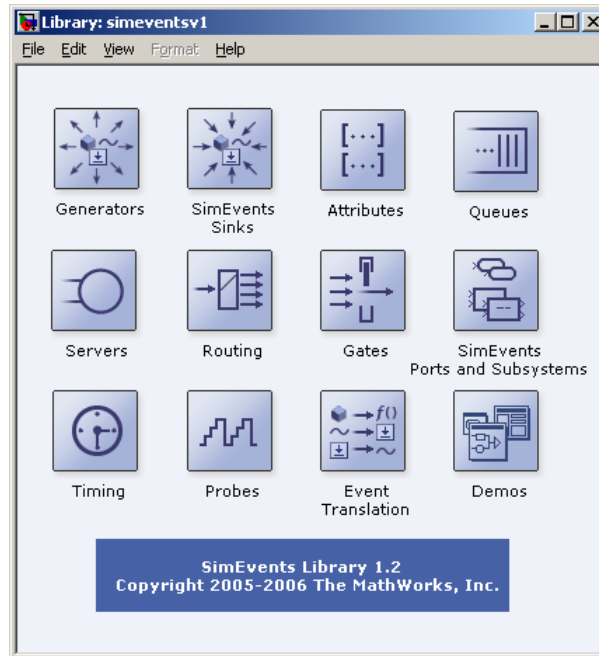 Library: simeventsv1
File Edit View Format Help
Generators
SimEvents
Sinks
Attributes
Queues
Servers
Routing
Gates
SimEvents
Ports and Subsystems
f()
Timing
Probes
Event
Translation
Demos
SimEvents Library 1.2
Copyright 2005-2006 The MathWorks, Inc.